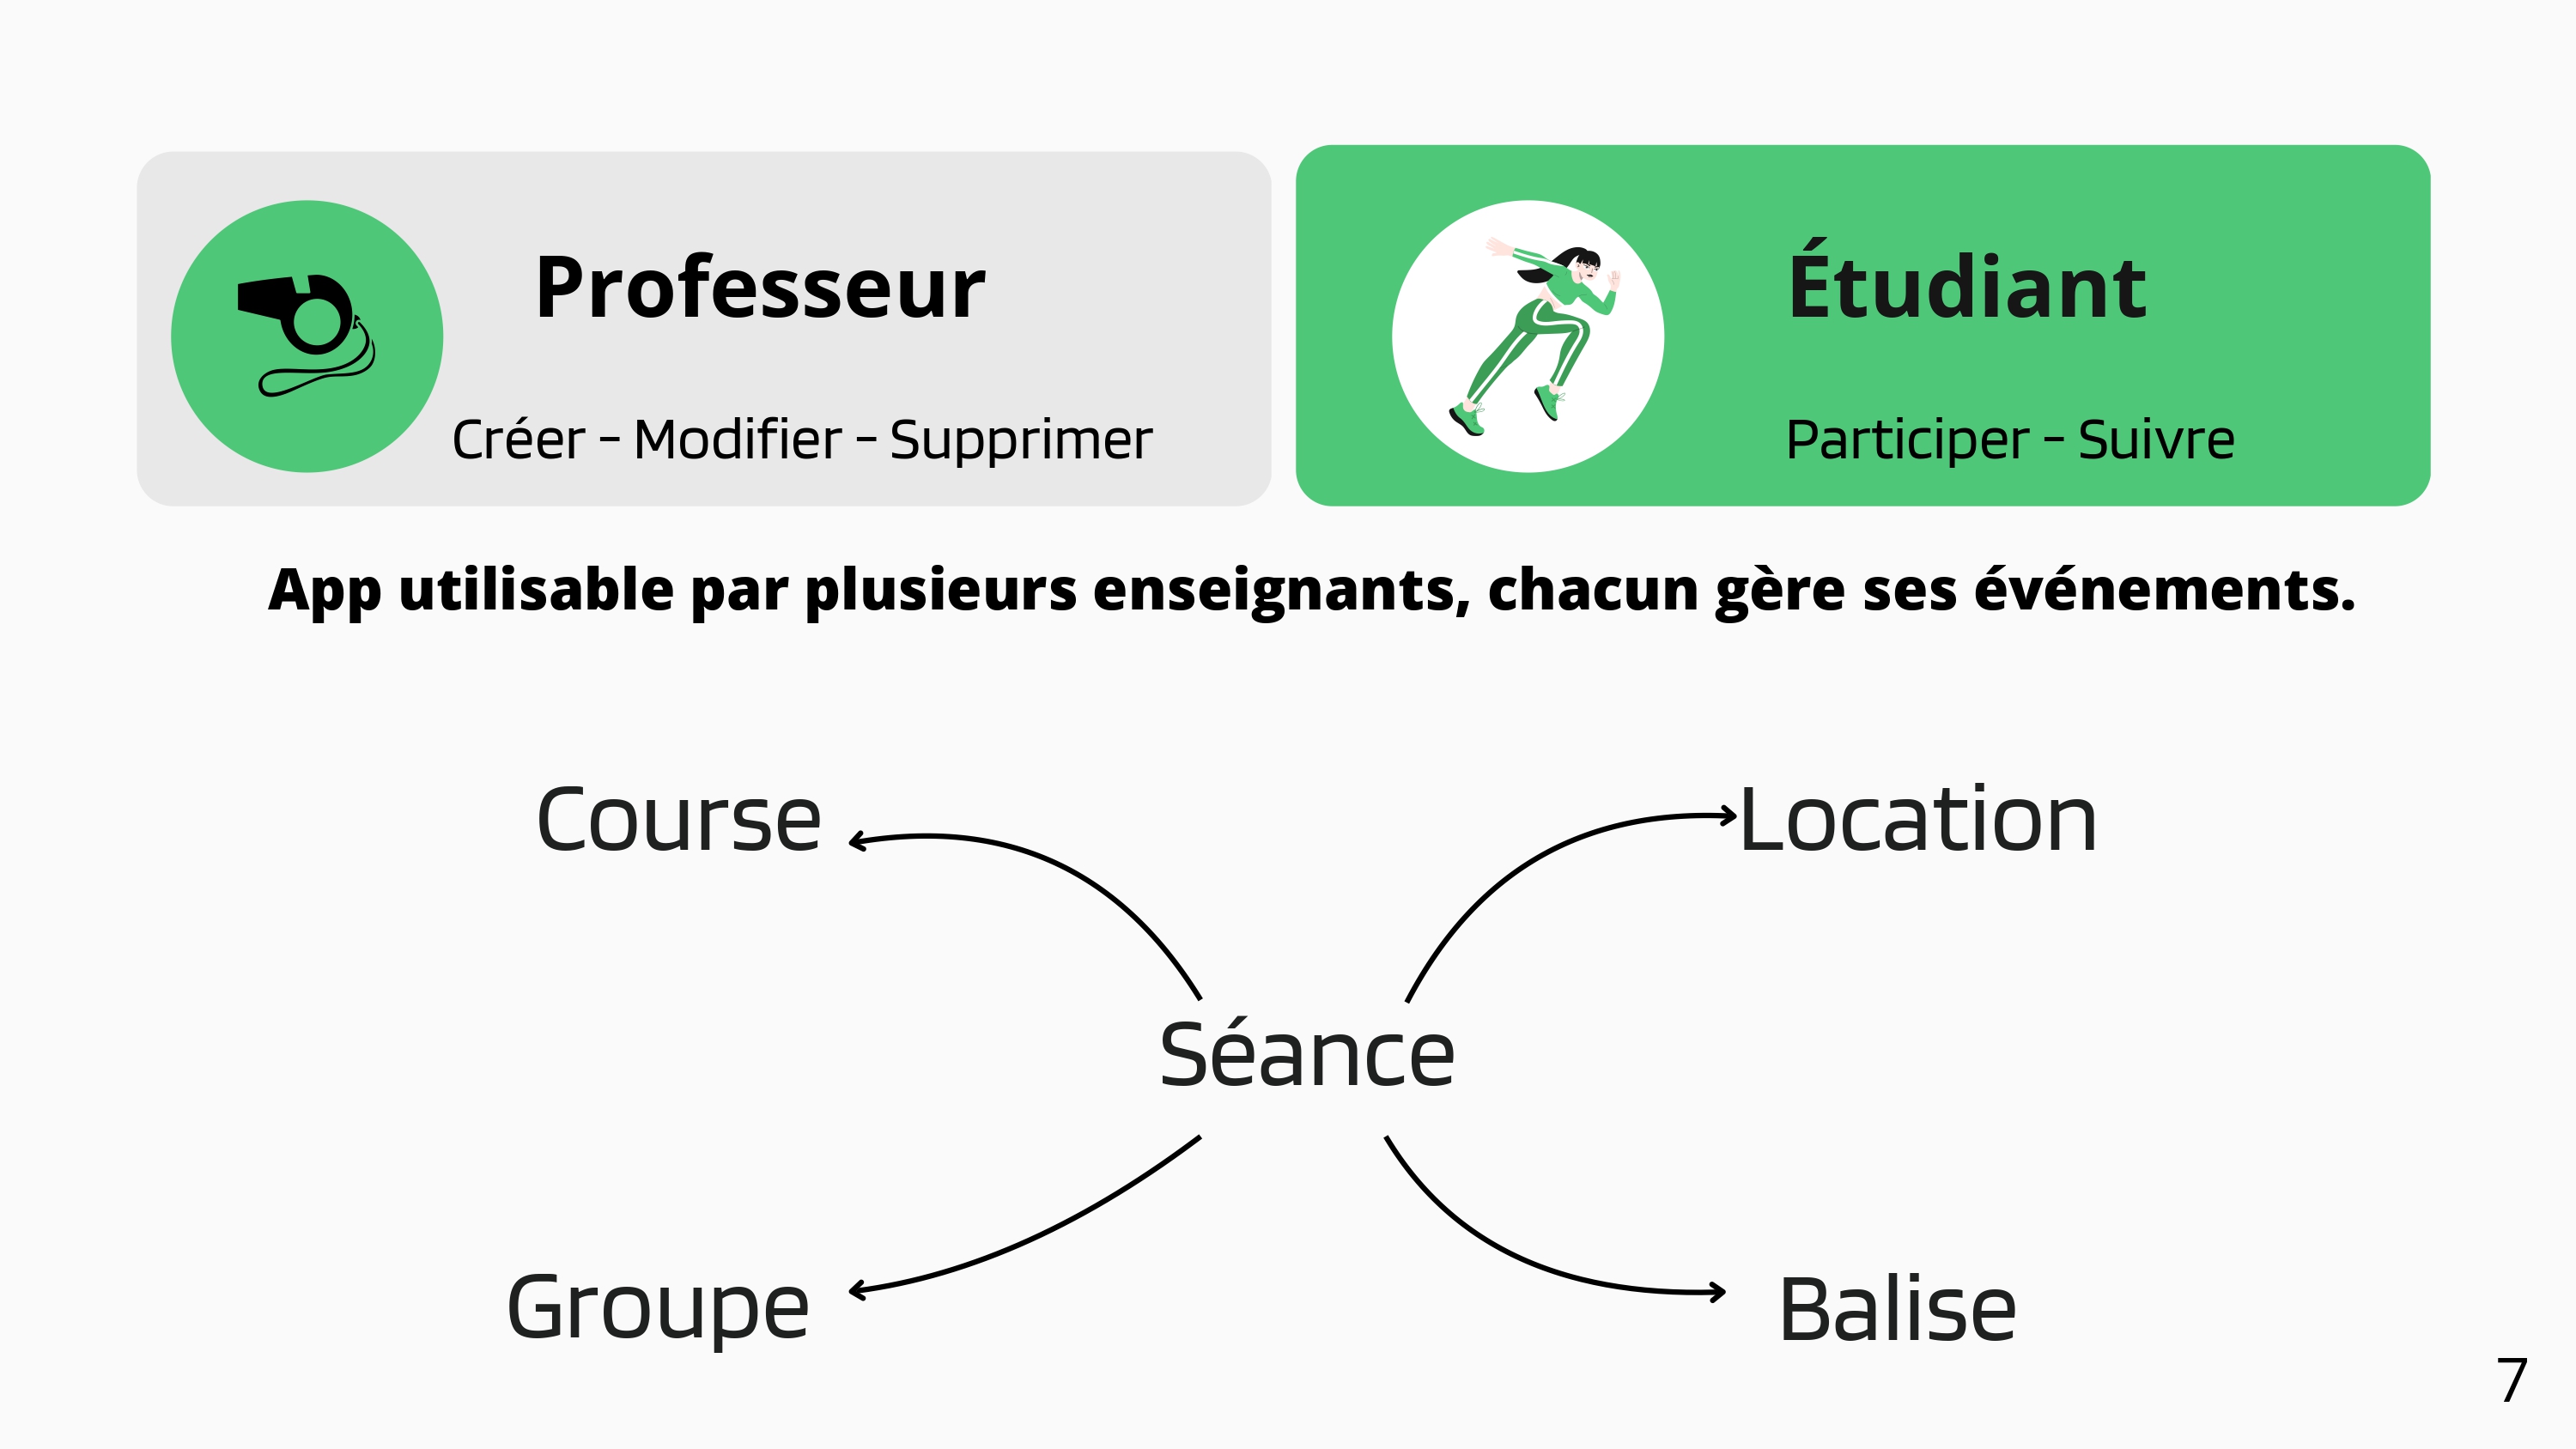 Professeur
Créer - Modifier - Supprimer
Étudiant
Participer - Suivre
App utilisable par plusieurs enseignants, chacun gère ses événements.
Course
Location
Séance
Groupe
Balise
7